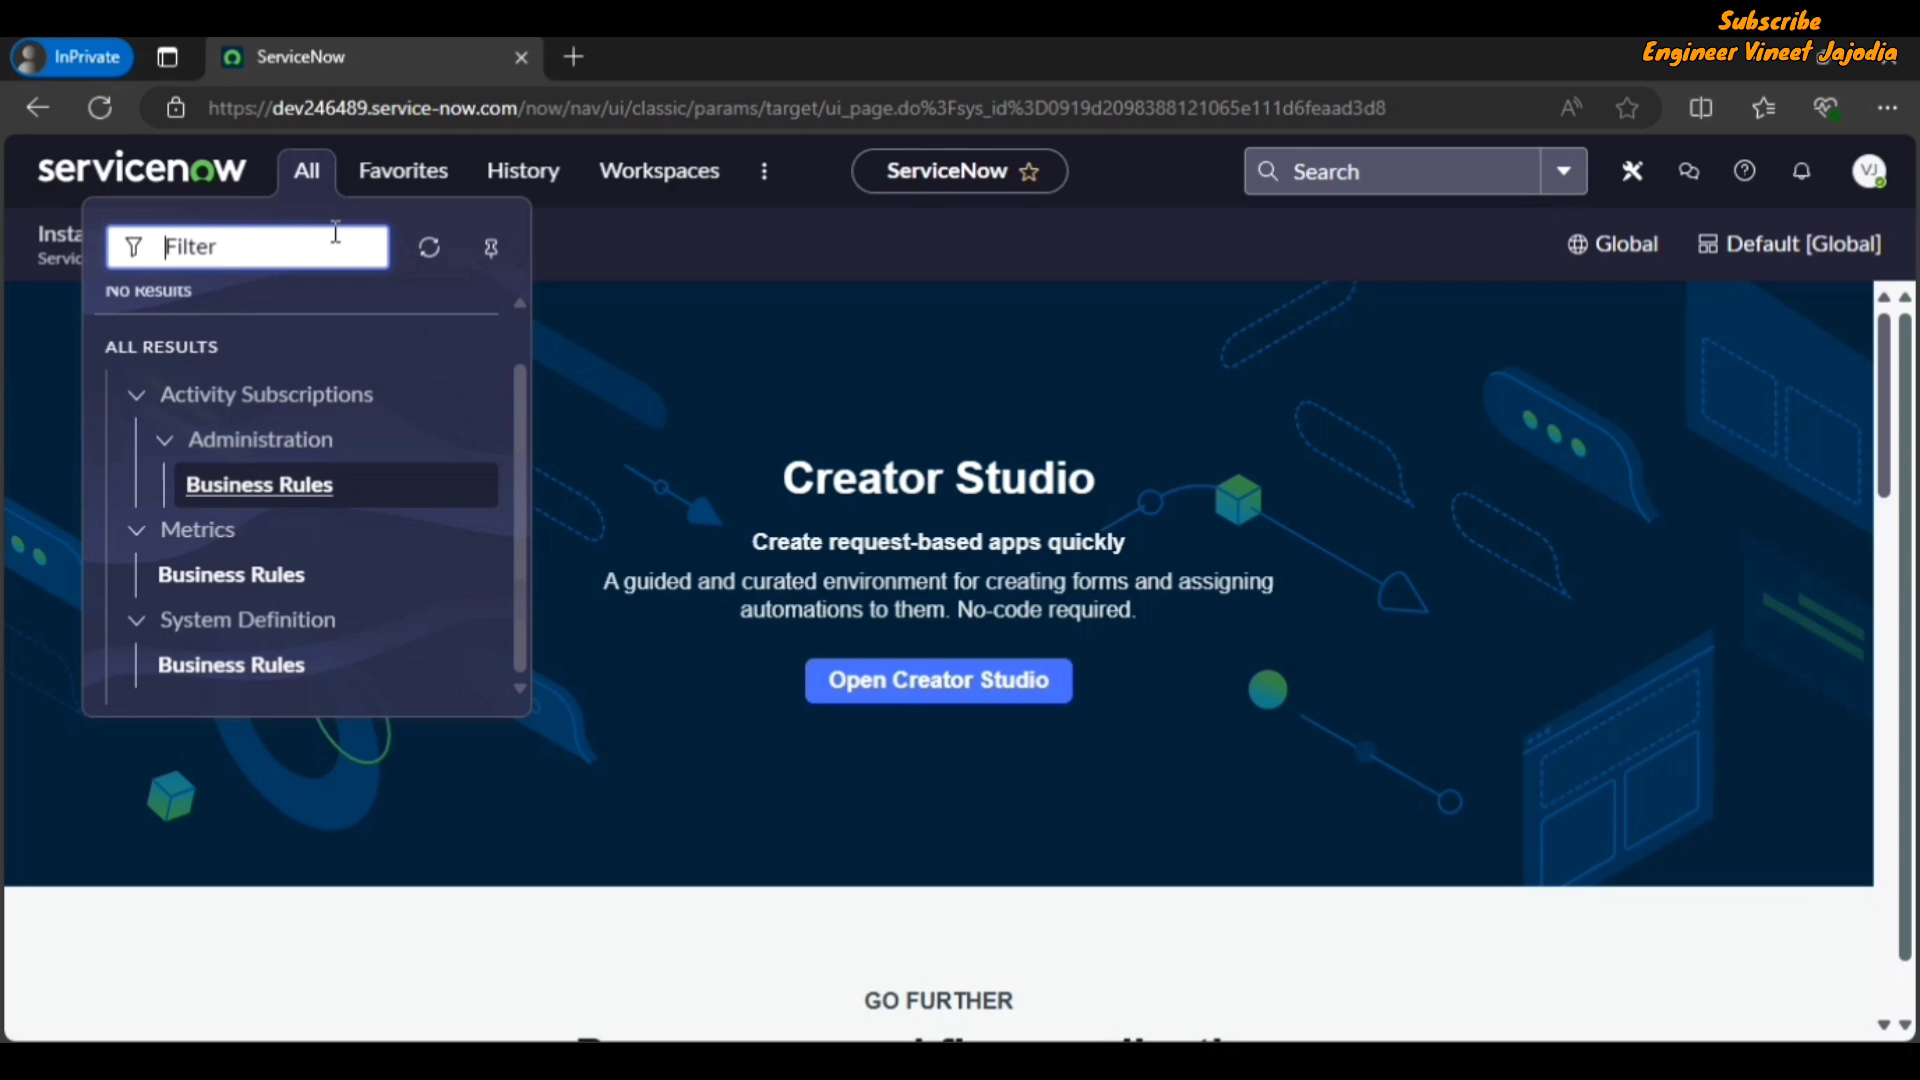 Subscribe
Engineer Vineet Jajodia
InPrivate
ServiceNow
https://dev246489.service-now.com/now/nav/ui/classic/params/target/ui_page.do%3Fsys_id%3D0919d2098388121065e111d6feaad3d8
servicenow
All
Favorites
History
Workspaces
ServiceNow
Search
VJ
Insta
Servic
Filter
Global
Default [Global]
No Results
ALL RESULTS
Activity Subscriptions
Administration
Business Rules
Metrics
Business Rules
System Definition
Business Rules
Creator Studio
Create request-based apps quickly
A guided and curated environment for creating forms and assigning
automations to them. No-code required.
Open Creator Studio
GO FURTHER